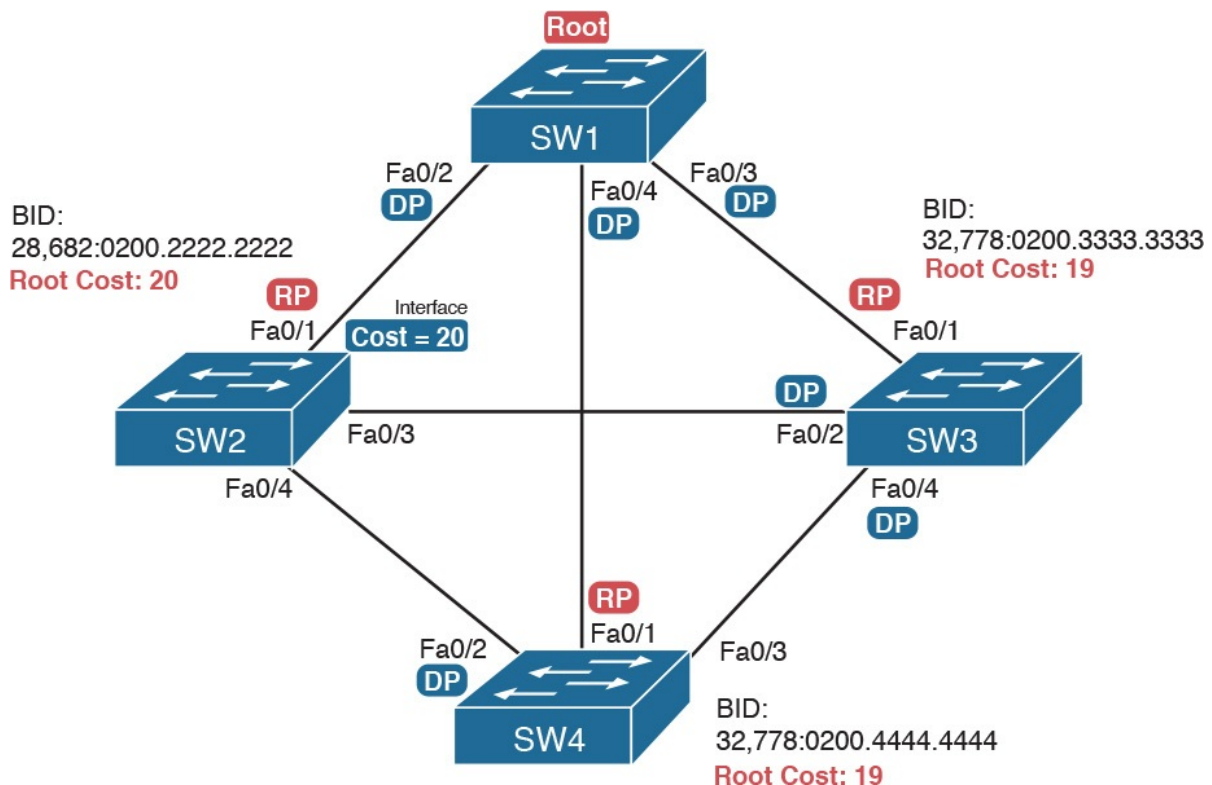 Root
SW1
Fa0/2
DP
Fa0/4
DP
Fa0/3
DP
BID:
28,682:0200.2222.2222
Root Cost: 20
BID:
32,778:0200.3333.3333
Root Cost: 19
RP
Fa0/1
Interface
Cost = 20
RP
Fa0/1
SW2
Fa0/3
Fa0/4
DP
Fa0/2
SW3
Fa0/4
DP
RP
Fa0/1
Fa0/2
DP
Fa0/3
SW4
BID:
32,778:0200.4444.4444
Root Cost: 19